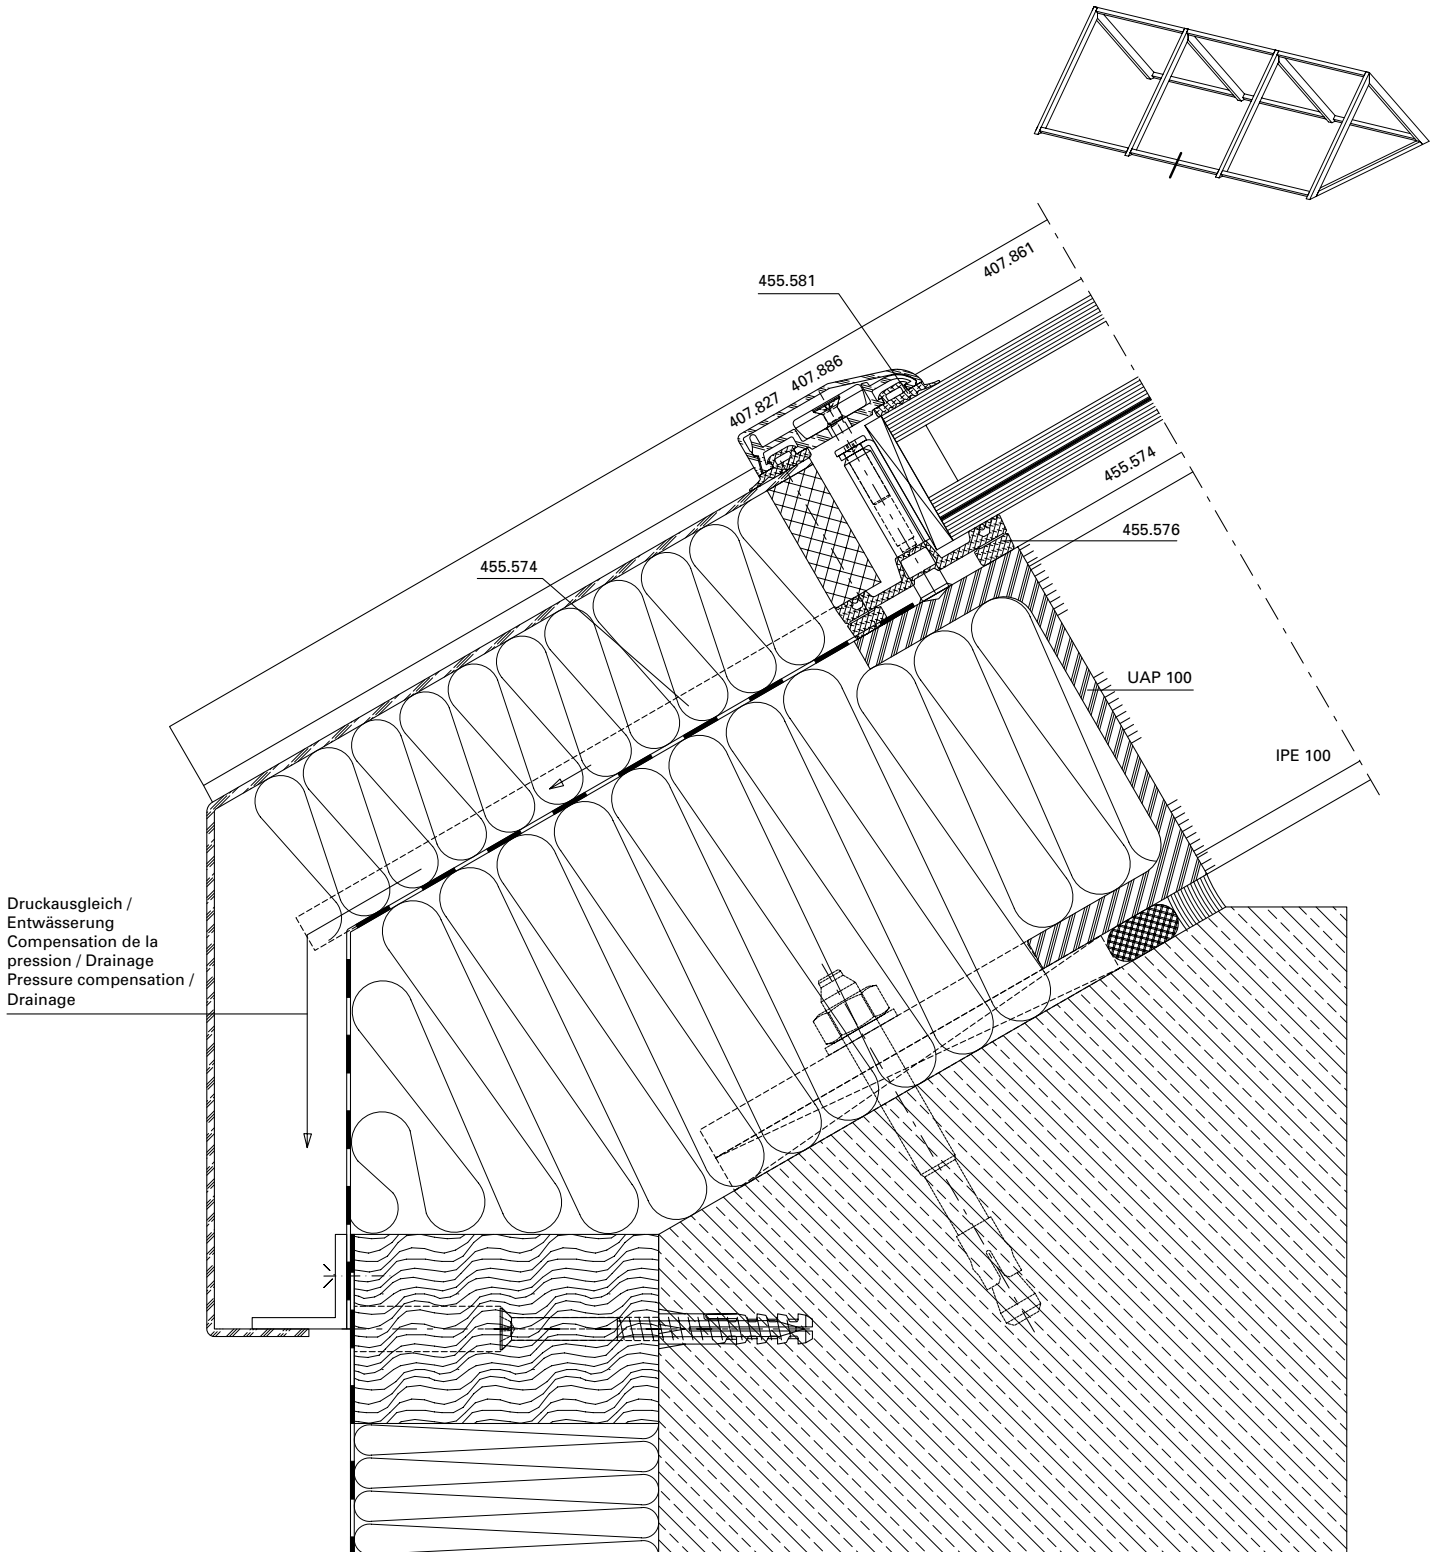 407.861
455.581
407.886
407.827
455.574
455.576
455.574
UAP 100
IPE 100
Druckausgleich /
Entwässerung
Compensation de la
pression / Drainage
Pressure compensation /
Drainage